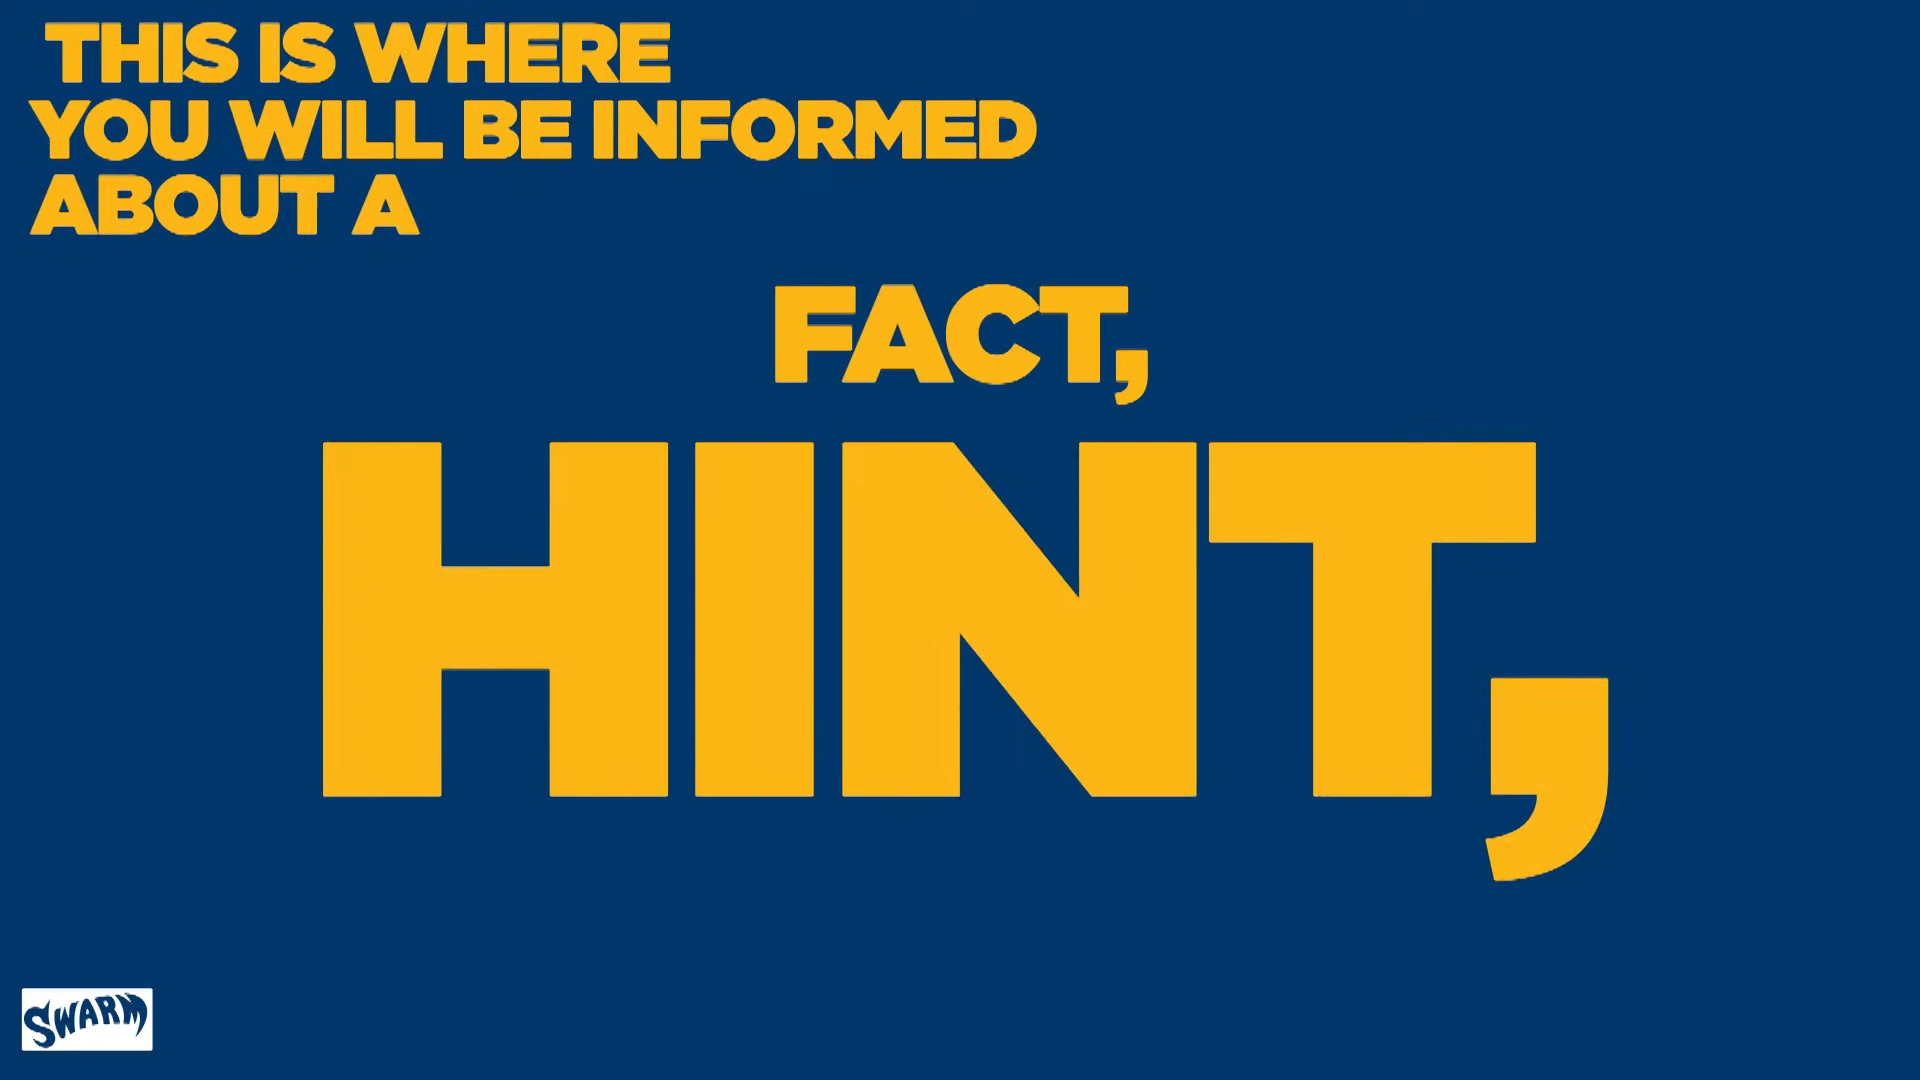 THIS IS WHERE
YOU WILL BE INFORMED
ABOUT A
FACT,
HINT,
SWARM